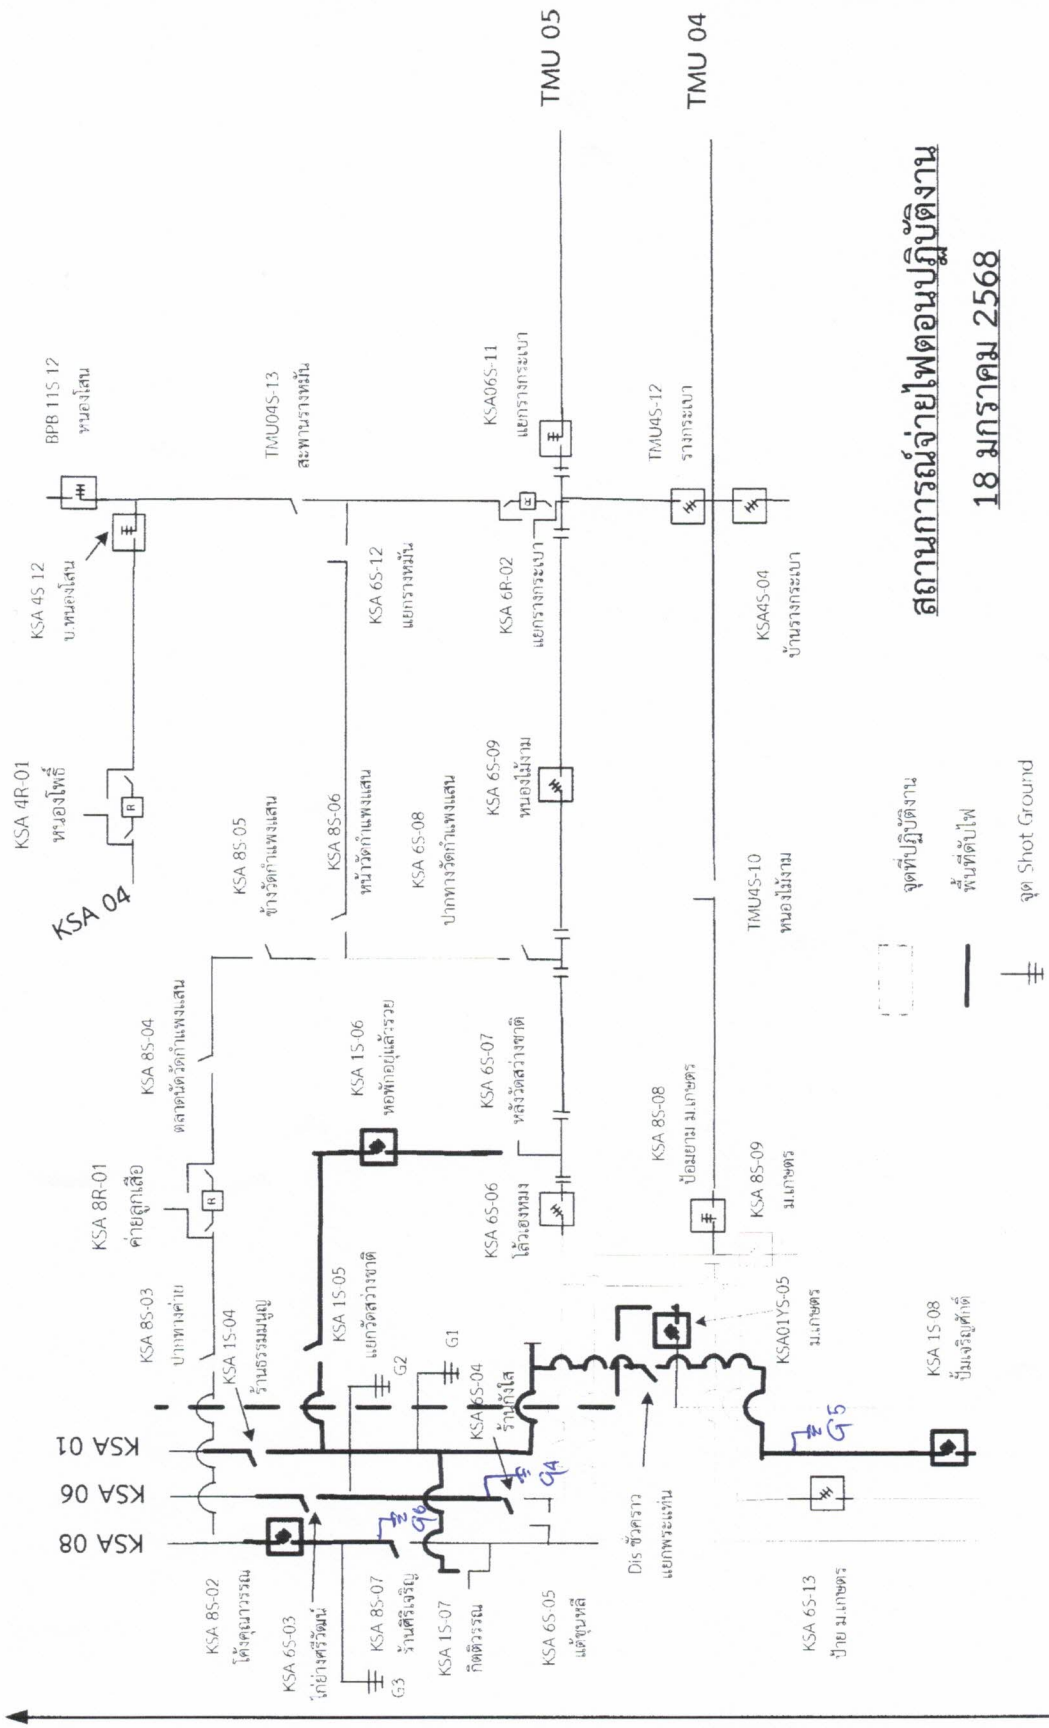 KSA 04
KSA 4R-01
หนองโพธิ์
KSA 4S 12
บ.หนองโสน
BPB 11S 12
หนองโสน
TMU04S-13
สะพานรางหมัน
KSA 8S-05
ข้างวัดกำแพงแสน
KSA 8S-06
หน้าวัดกำแพงแสน
KSA 6S-12
แยกรางหมัน
KSA 6S-08
ปากทางวัดกำแพงแสน
KSA 6S-09
หนองไม้งาม
KSA 6R-02
แยกรางกระเบา
KSA06S-11
แยกรางกระเบา
TMU 05
TMU4S-12
รางกระเบา
TMU 04
KSA4S-04
บ้านรางกระเบา
TMU4S-10
หนองไม้งาม
KSA 8S-03
ปากทางค่าย
KSA 8R-01
ค่ายลูกเสือ
R
R
R
KSA 8S-04
ตลาดนัดวัดกำแพงแสน
KSA 1S-04
ร้านธรรมมนูญ
KSA 1S-05
แยกวัดสว่างชาติ
KSA 1S-06
หอพักอยู่แล้วรวย
KSA 6S-07
หลังวัดสว่างชาติ
KSA 6S-06
โล้วเฮงหมง
KSA 8S-08
ป้อมยาม ม.เกษตร
KSA 8S-09
ม.เกษตร
KSA 01
KSA 06
KSA 08
G2
G1
KSA 6S-04
ร้านกังใส
G4
G6
G5
KSA01YS-05
ม.เกษตร
KSA 1S 08
ปั๊มเจริญศักดิ์
KSA 8S-02
โค้งคุณาวรรณ
KSA 6S-03
ไก่ย่างศรีวัฒน์
G3
KSA 8S-07
ร้านศิริเจริญ
KSA 1S-07
กิตติวรรณ
KSA 6S-05
แต้ชุนหลี
Dis ชั่วคราว
แยกพระแท่น
KSA 6S-13
ป้าย ม.เกษตร
สถานการณ์จ่ายไฟตอนปฏิบัติงาน
18 มกราคม 2568
จุดที่ปฏิบัติงาน
พื้นที่ดับไฟ
จุด Shot Ground